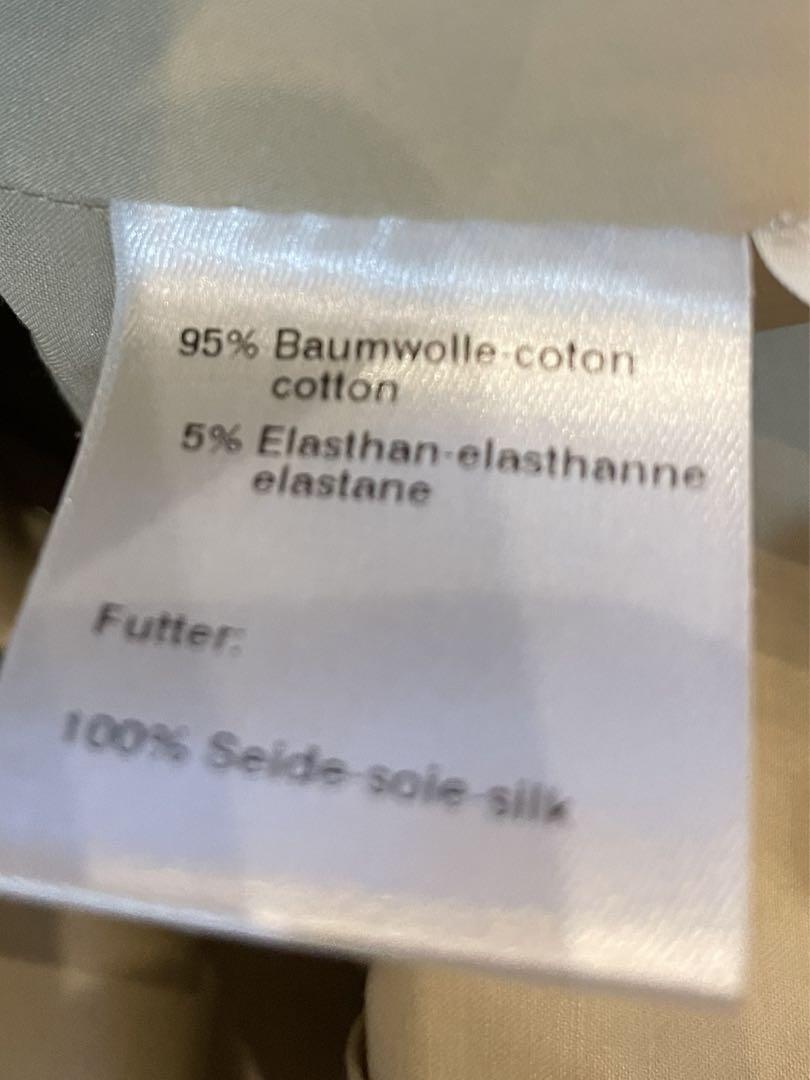 95% Baumwolle-coton
cotton
5% Elasthan-elasthanne
elastane
Futter:
100% Seide-soie-silk